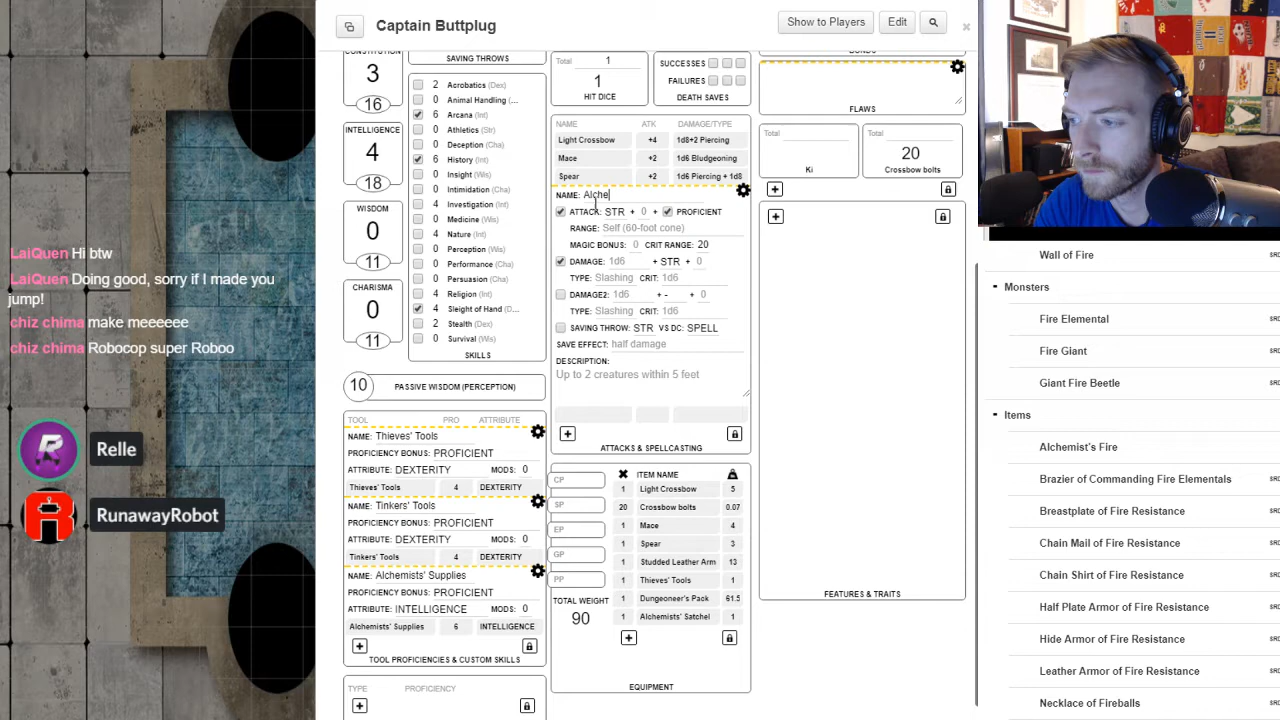 Captain Buttplug
Show to Players
Edit
×
CONSTITUTION
3
16
INTELLIGENCE
4
18
WISDOM
0
11
CHARISMA
0
11
SAVING THROWS
2 Acrobatics (Dex)
0 Animal Handling (...
6 Arcana (Int)
0 Athletics (Str)
0 Deception (Cha)
6 History (Int)
0 Insight (Wis)
0 Intimidation (Cha)
4 Investigation (Int)
0 Medicine (Wis)
4 Nature (Int)
0 Perception (Wis)
0 Performance (Cha)
0 Persuasion (Cha)
4 Religion (Int)
4 Sleight of Hand (D...
2 Stealth (Dex)
0 Survival (Wis)
SKILLS
10 PASSIVE WISDOM (PERCEPTION)
TOOL PRO ATTRIBUTE
NAME: Thieves' Tools
PROFICIENCY BONUS: PROFICIENT
ATTRIBUTE: DEXTERITY MODS: 0
Thieves' Tools 4 DEXTERITY
NAME: Tinkers' Tools
PROFICIENCY BONUS: PROFICIENT
ATTRIBUTE: DEXTERITY MODS: 0
Tinkers' Tools 4 DEXTERITY
NAME: Alchemists' Supplies
PROFICIENCY BONUS: PROFICIENT
ATTRIBUTE: INTELLIGENCE MODS: 0
Alchemists' Supplies 6 INTELLIGENCE
TOOL PROFICIENCIES & CUSTOM SKILLS
TYPE PROFICIENCY
Total 1
1
HIT DICE
SUCCESSES
FAILURES
DEATH SAVES
NAME ATK DAMAGE/TYPE
Light Crossbow +4 1d8+2 Piercing
Mace +2 1d6 Bludgeoning
Spear +2 1d6 Piercing + 1d8
NAME: Alche
ATTACK: STR + 0 + PROFICIENT
RANGE: Self (60-foot cone)
MAGIC BONUS: 0 CRIT RANGE: 20
DAMAGE: 1d6 + STR + 0
TYPE: Slashing CRIT: 1d6
DAMAGE2: 1d6 + - + 0
TYPE: Slashing CRIT: 1d6
SAVING THROW: STR VS DC: SPELL
SAVE EFFECT: half damage
DESCRIPTION:
Up to 2 creatures within 5 feet
ATTACKS & SPELLCASTING
CP
SP
EP
GP
PP
TOTAL WEIGHT
90
ITEM NAME
1 Light Crossbow 5
20 Crossbow bolts 0.07
1 Mace 4
1 Spear 3
1 Studded Leather Arm 13
1 Thieves' Tools 1
1 Dungeoneer's Pack 61.5
1 Alchemists' Satchel 1
EQUIPMENT
BONDS
FLAWS
Total
Ki
Total
20
Crossbow bolts
FEATURES & TRAITS
Wall of Fire SRD
- Monsters
Fire Elemental SRD
Fire Giant SRD
Giant Fire Beetle SRD
- Items
Alchemist's Fire SRD
Brazier of Commanding Fire Elementals SRD
Breastplate of Fire Resistance SRD
Chain Mail of Fire Resistance SRD
Chain Shirt of Fire Resistance SRD
Half Plate Armor of Fire Resistance SRD
Hide Armor of Fire Resistance SRD
Leather Armor of Fire Resistance SRD
Necklace of Fireballs SRD
LaiQuen Hi btw
LaiQuen Doing good, sorry if I made you
jump!
chiz chima make meeeeee
chiz chima Robocop super Roboo
Relle
RunawayRobot